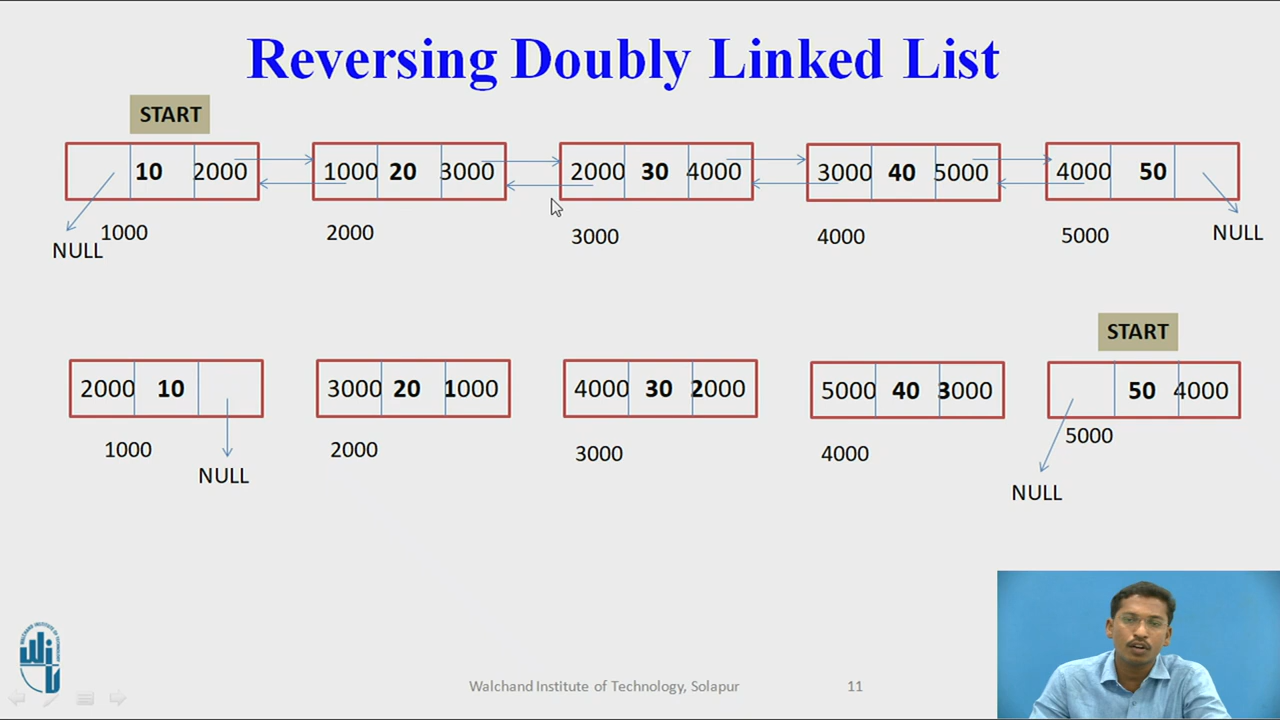 Reversing Doubly Linked List
START
10 2000 1000 20 3000 2000 30 4000 3000 40 5000 4000 50
NULL 1000 2000 3000 4000 5000 NULL
START
2000 10 3000 20 1000 4000 30 2000 5000 40 3000 50 4000
1000 2000 3000 4000 5000
NULL NULL
Walchand Institute of Technology, Solapur 11